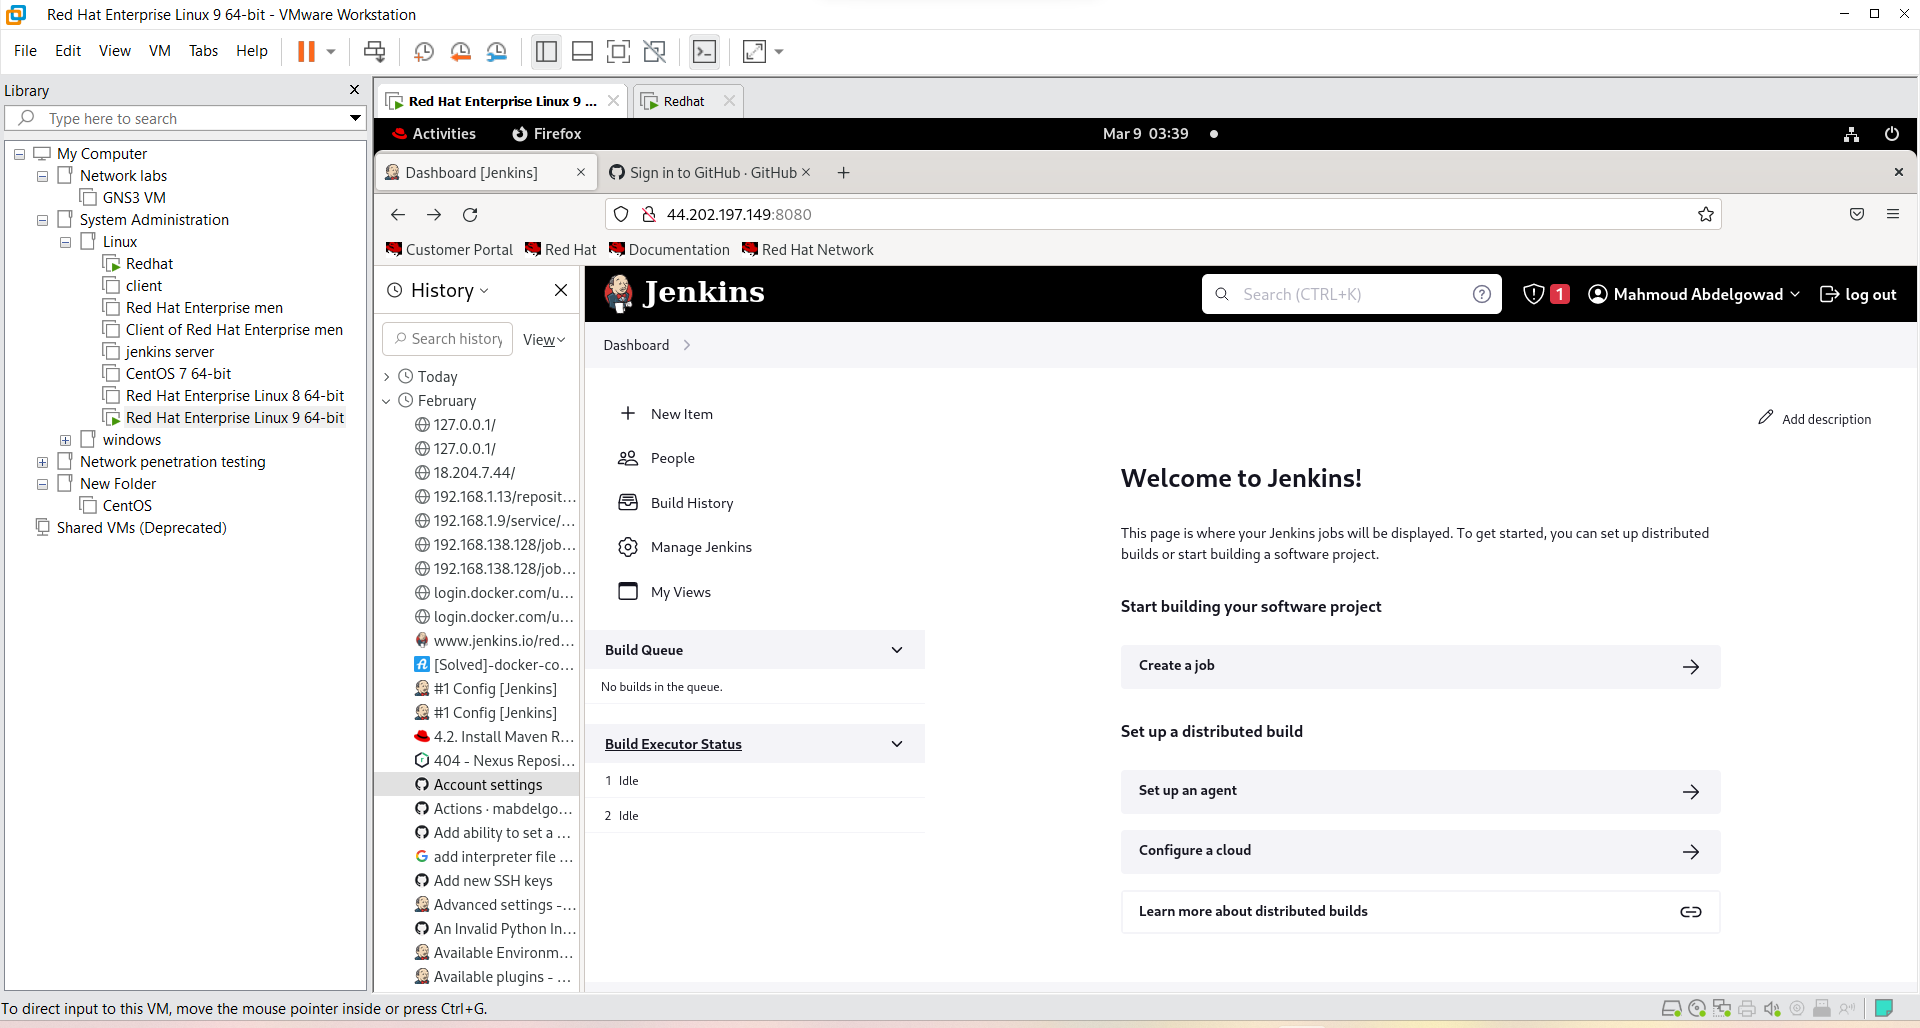 Red Hat Enterprise Linux 9 64-bit - VMware Workstation
File Edit View VM Tabs Help
Library
Type here to search
My Computer
Network labs
GNS3 VM
System Administration
Linux
Redhat
client
Red Hat Enterprise men
Client of Red Hat Enterprise men
jenkins server
CentOS 7 64-bit
Red Hat Enterprise Linux 8 64-bit
Red Hat Enterprise Linux 9 64-bit
windows
Network penetration testing
New Folder
CentOS
Shared VMs (Deprecated)
Red Hat Enterprise Linux 9 ...
Redhat
Activities
Firefox
Mar 9 03:39
Dashboard [Jenkins]
Sign in to GitHub · GitHub
44.202.197.149:8080
Customer Portal
Red Hat
Documentation
Red Hat Network
History
Search history
View
Today
February
127.0.0.1/
127.0.0.1/
18.204.7.44/
192.168.1.13/reposit...
192.168.1.9/service/...
192.168.138.128/job...
192.168.138.128/job...
login.docker.com/u...
login.docker.com/u...
www.jenkins.io/red...
[Solved]-docker-co...
#1 Config [Jenkins]
#1 Config [Jenkins]
4.2. Install Maven R...
404 - Nexus Reposi...
Account settings
Actions · mabdelgo...
Add ability to set a ...
add interpreter file ...
Add new SSH keys
Advanced settings -...
An Invalid Python In...
Available Environm...
Available plugins - ...
Jenkins
Search (CTRL+K)
1
Mahmoud Abdelgowad
log out
Dashboard
New Item
People
Build History
Manage Jenkins
My Views
Build Queue
No builds in the queue.
Build Executor Status
1 Idle
2 Idle
Add description
Welcome to Jenkins!
This page is where your Jenkins jobs will be displayed. To get started, you can set up distributed
builds or start building a software project.
Start building your software project
Create a job
Set up a distributed build
Set up an agent
Configure a cloud
Learn more about distributed builds
To direct input to this VM, move the mouse pointer inside or press Ctrl+G.